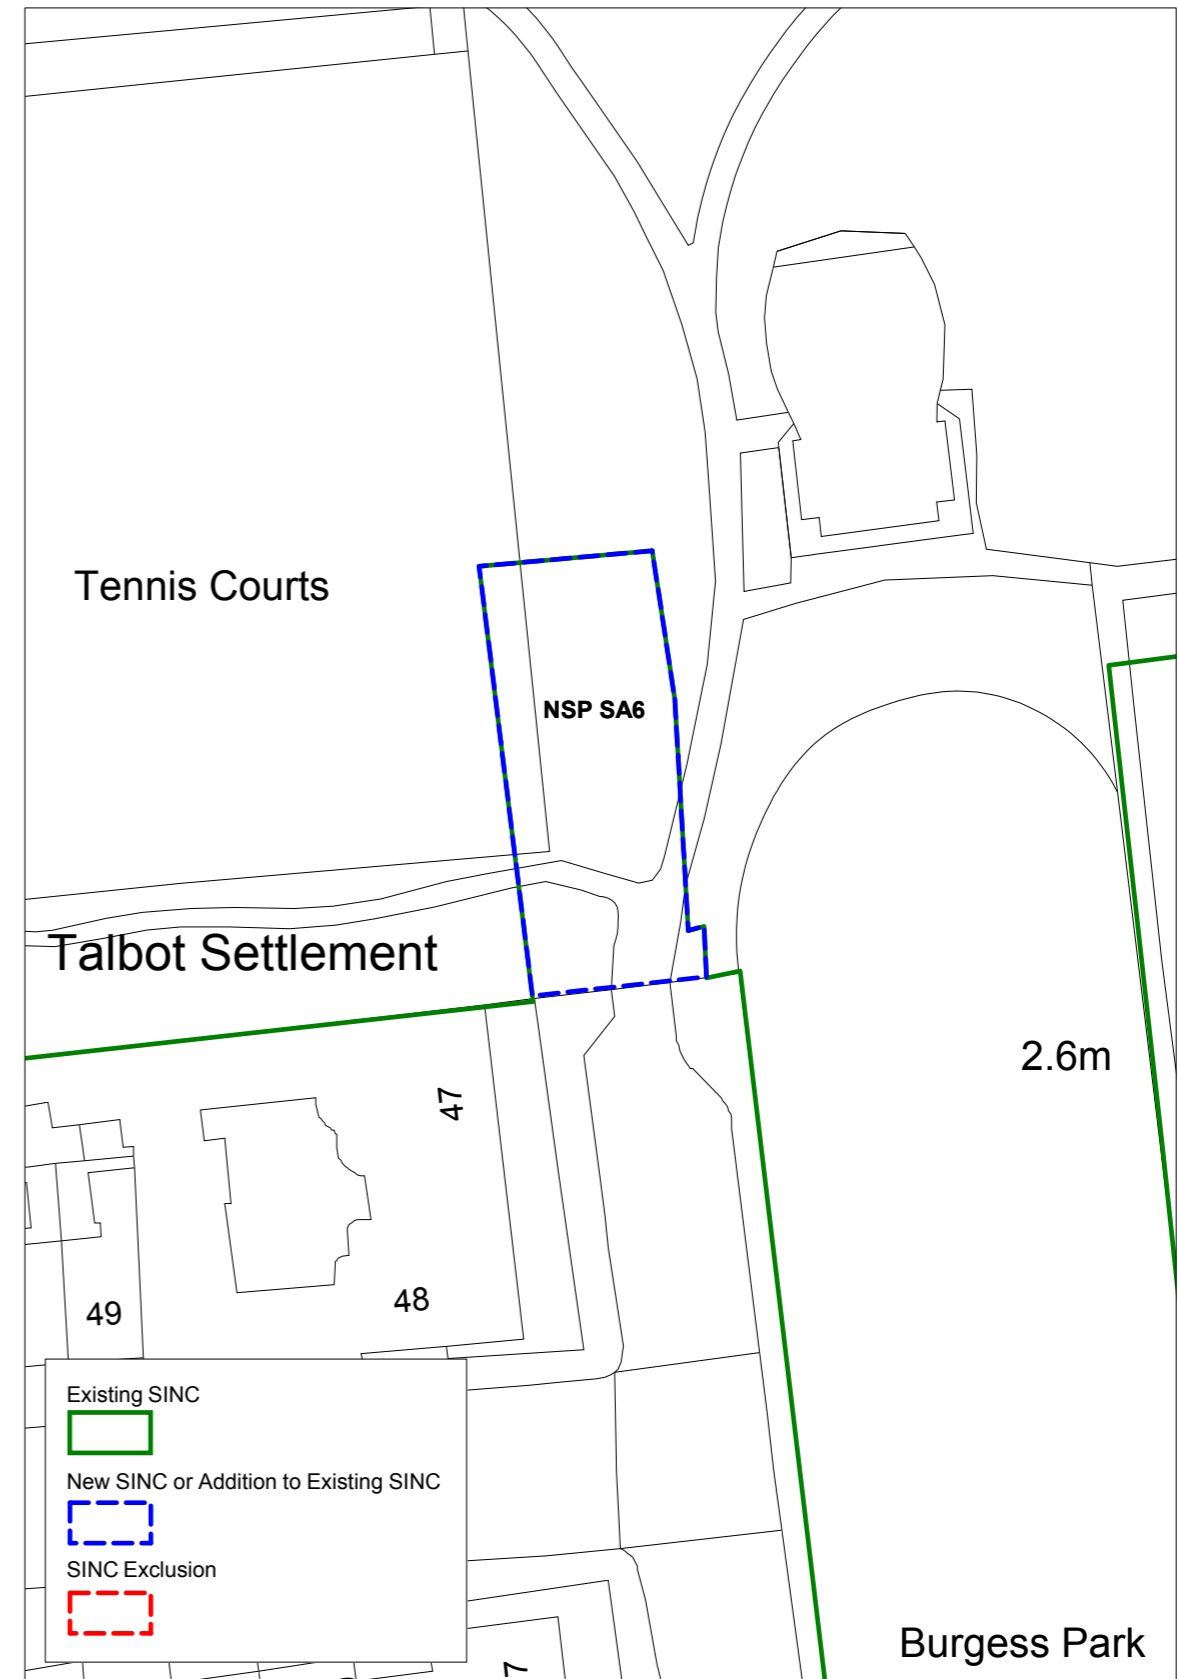 Tennis Courts
NSP SA6
Talbot Settlement
2.6m
47
48
49
Existing SINC
New SINC or Addition to Existing SINC
SINC Exclusion
Burgess Park
7